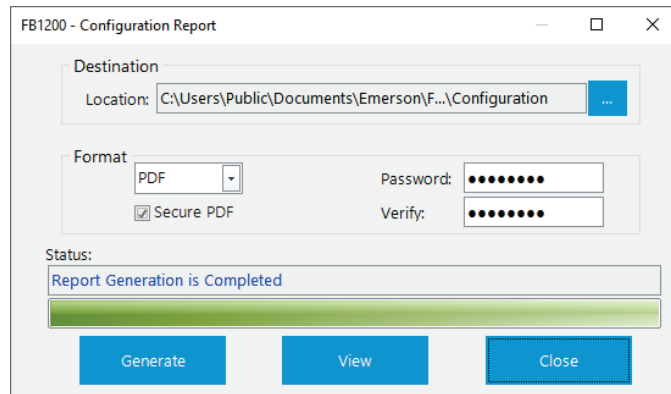 FB1200 - Configuration Report
Destination
Location: C:\Users\Public\Documents\Emerson\F...\Configuration ...
Format
PDF Password: ●●●●●●●●
Secure PDF Verify: ●●●●●●●●
Status:
Report Generation is Completed
Generate View Close